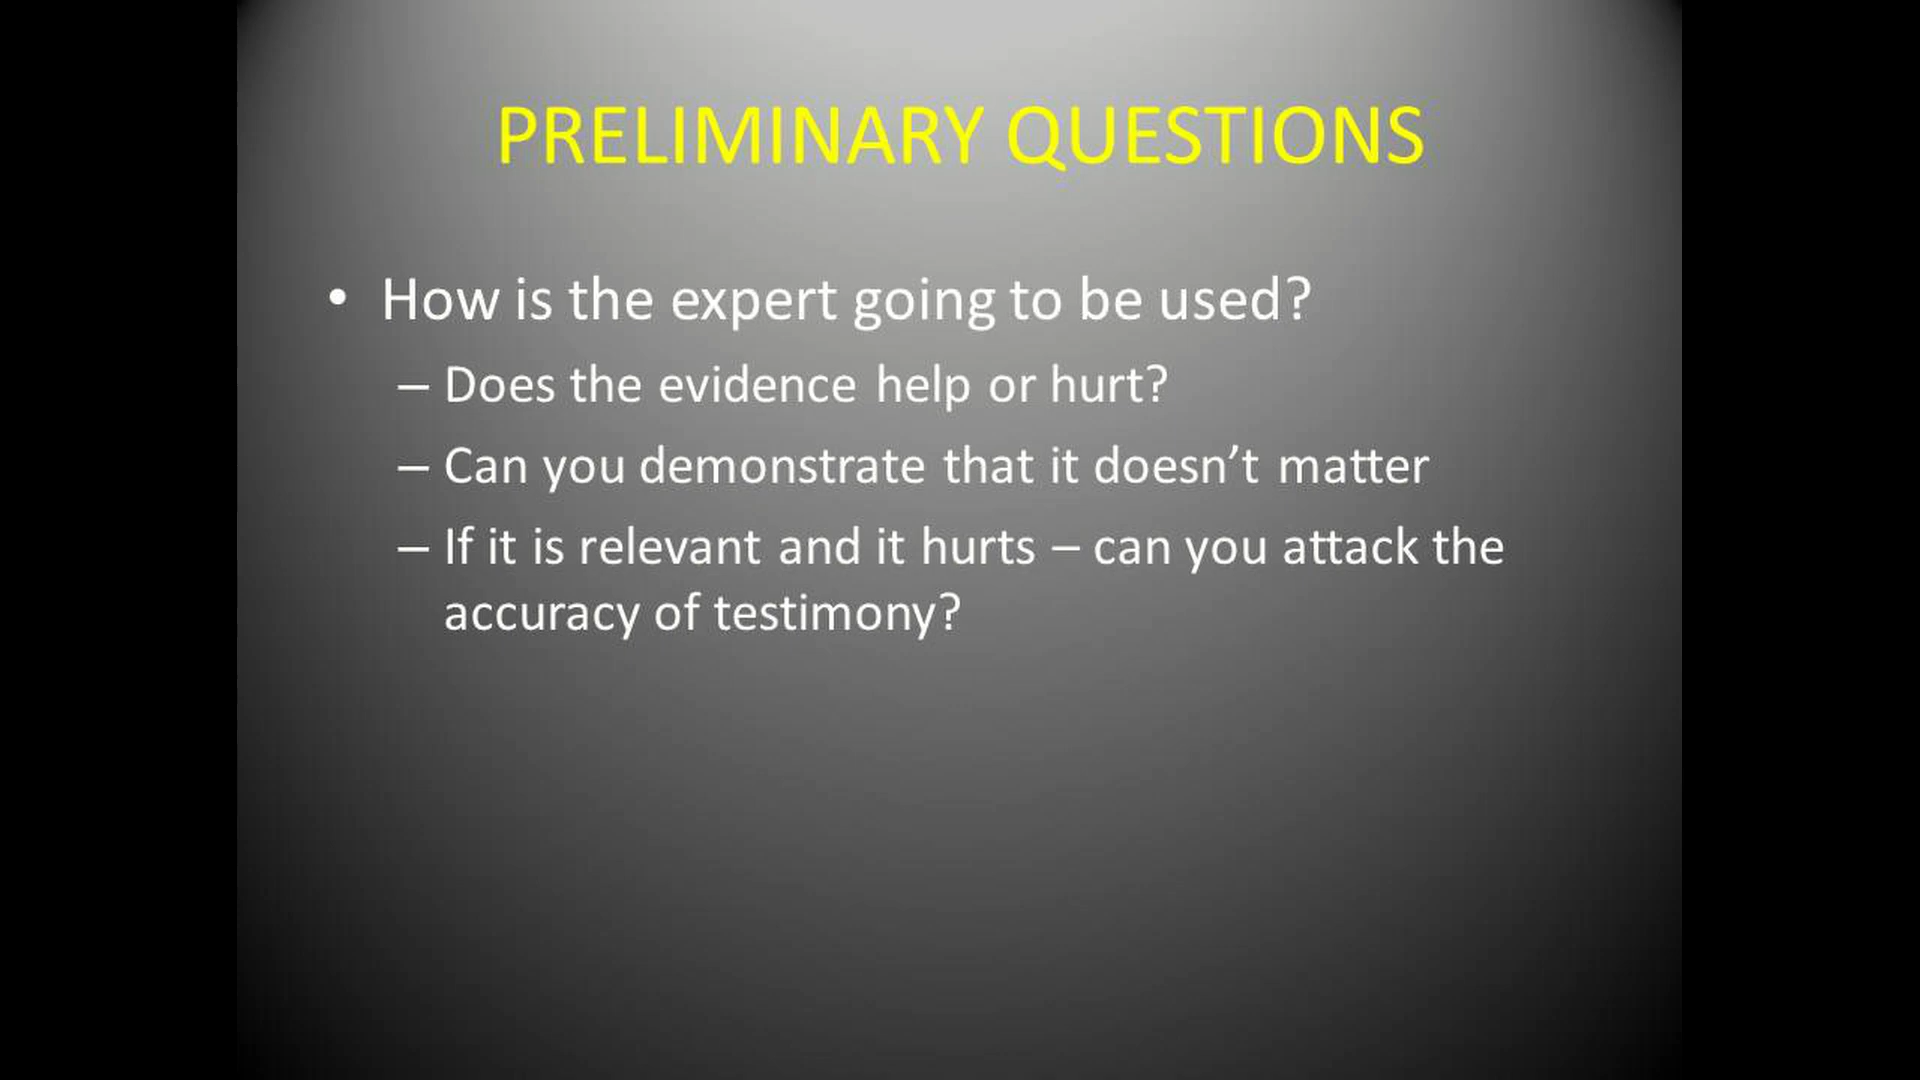 PRELIMINARY QUESTIONS
• How is the expert going to be used?
– Does the evidence help or hurt?
– Can you demonstrate that it doesn’t matter
– If it is relevant and it hurts – can you attack the
accuracy of testimony?